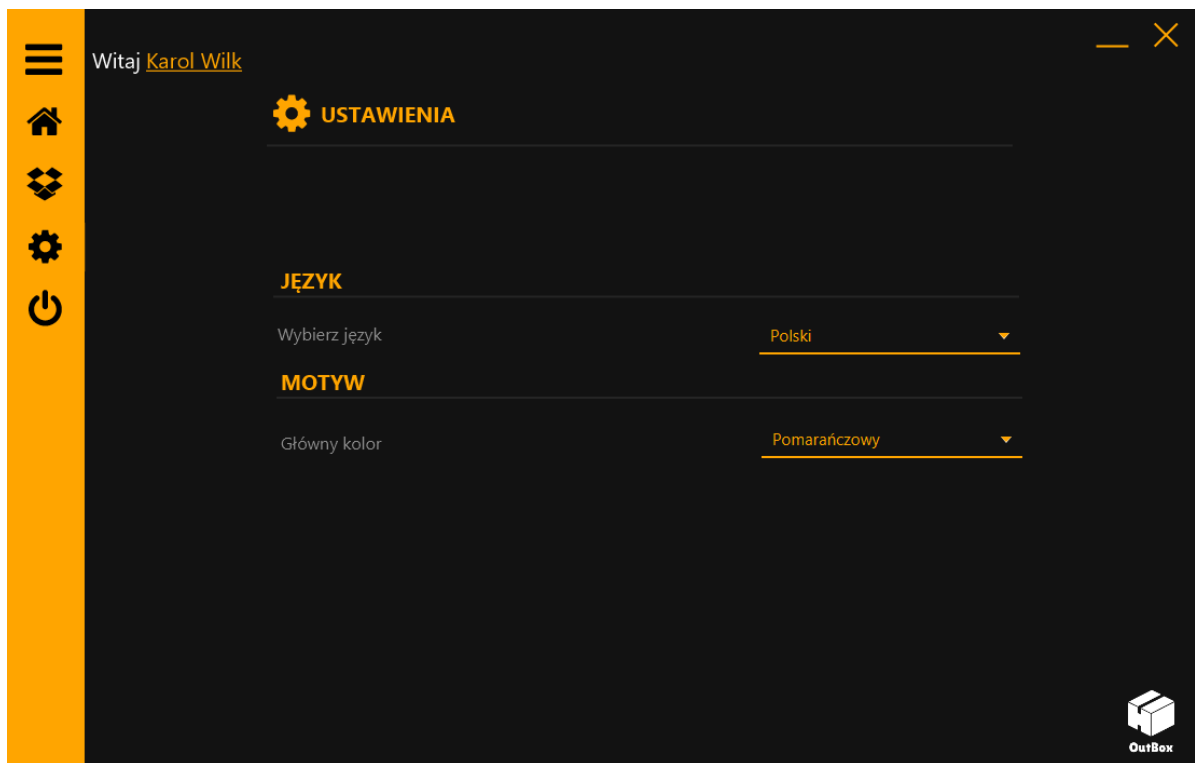 Witaj Karol Wilk
USTAWIENIA
JĘZYK
Wybierz język
Polski
MOTYW
Główny kolor
Pomarańczowy
OutBox